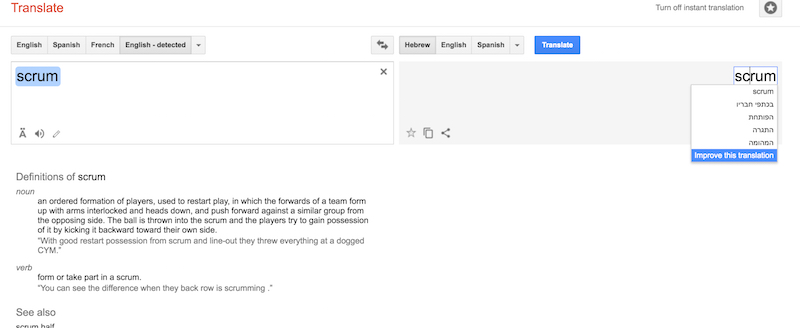 Translate
Turn off instant translation
English Spanish French English - detected
Hebrew English Spanish Translate
scrum
scrum
scrum
בכתפי חבריו
הפותחת
התגרה
המהומה
Improve this translation
Ä
Definitions of scrum
noun
an ordered formation of players, used to restart play, in which the forwards of a team form
up with arms interlocked and heads down, and push forward against a similar group from
the opposing side. The ball is thrown into the scrum and the players try to gain possession
of it by kicking it backward toward their own side.
"With good restart possession from scrum and line-out they threw everything at a dogged
CYM."
verb
form or take part in a scrum.
"You can see the difference when they back row is scrumming ."
See also
scrum half